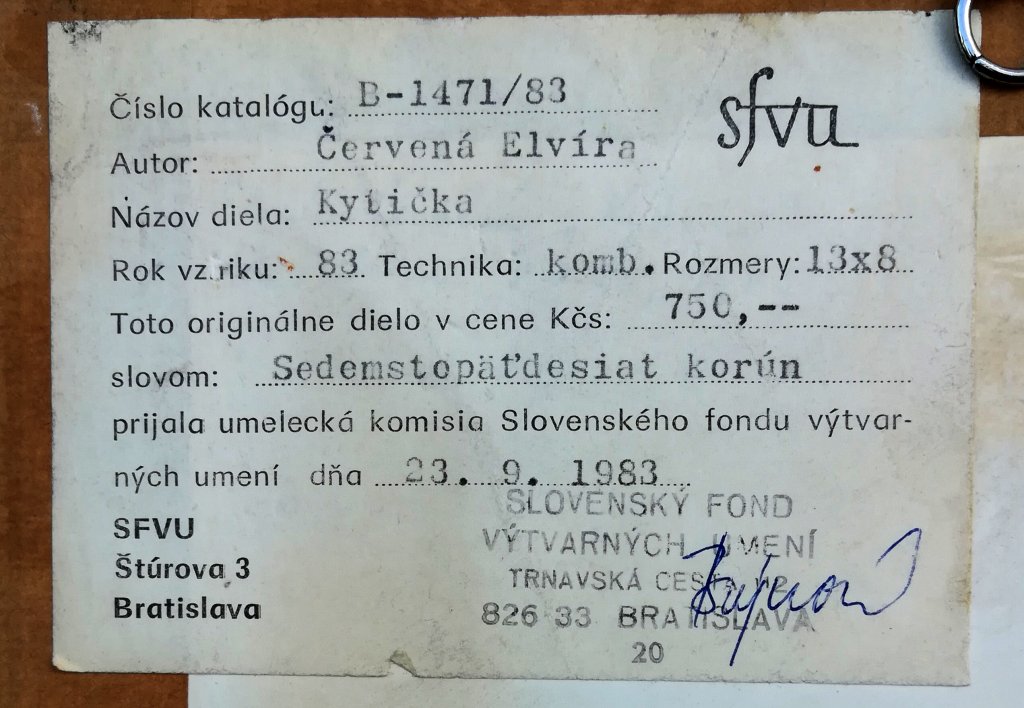 Číslo katalógu: B-1471/83
sfvu
Autor: Červená Elvíra
Názov diela: Kytička
Rok vzniku: 83 Technika: komb. Rozmery: 13x8
Toto originálne dielo v cene Kčs: 750,--
slovom: Sedemstopäťdesiat korún
prijala umelecká komisia Slovenského fondu výtvar-
ných umení dňa 23. 9. 1983
SFVU
Štúrova 3
Bratislava
SLOVENSKÝ FOND
VÝTVARNÝCH UMENÍ
TRNAVSKÁ CESTA
826 33 BRATISLAVA
20